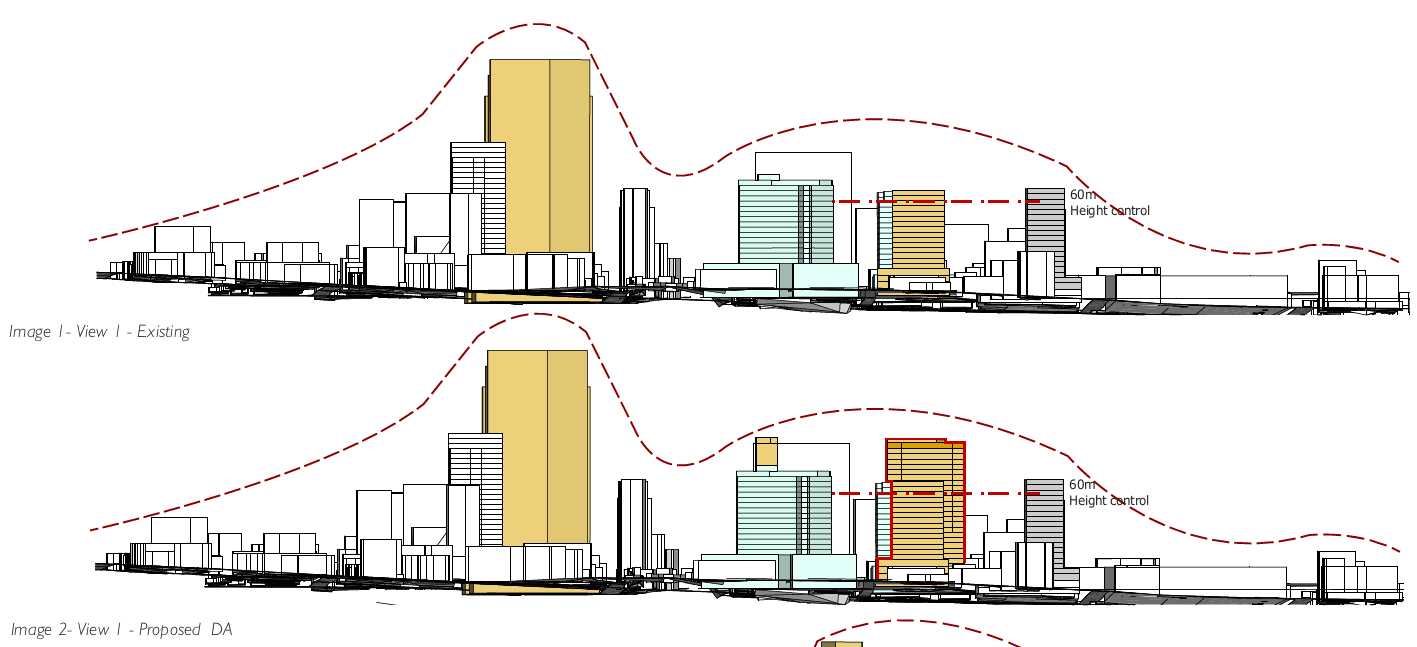 60m
Height control
Image 1- View 1 - Existing
60m
Height control
Image 2- View 1 - Proposed DA